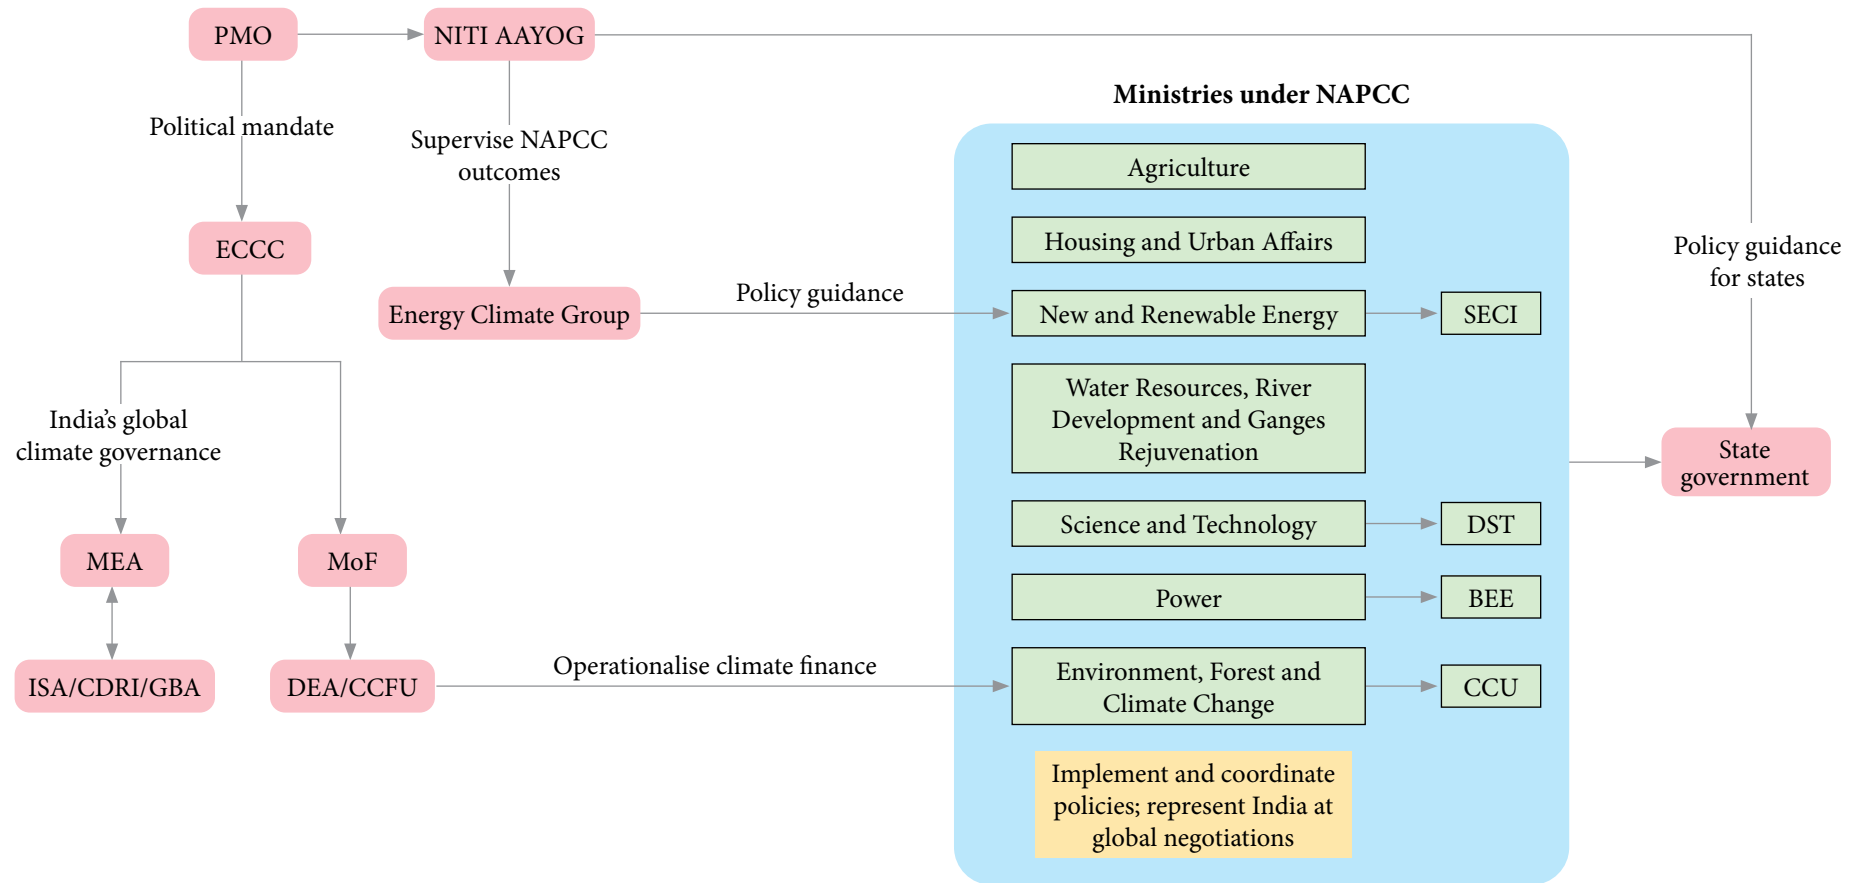 PMO
NITI AAYOG
Political mandate
Supervise NAPCC
outcomes
ECCC
Energy Climate Group
Policy guidance
India’s global
climate governance
MEA
MoF
ISA/CDRI/GBA
DEA/CCFU
Operationalise climate finance
Ministries under NAPCC
Agriculture
Housing and Urban Affairs
New and Renewable Energy
SECI
Water Resources, River
Development and Ganges
Rejuvenation
Science and Technology
DST
Power
BEE
Environment, Forest and
Climate Change
CCU
Implement and coordinate
policies; represent India at
global negotiations
Policy guidance
for states
State
government